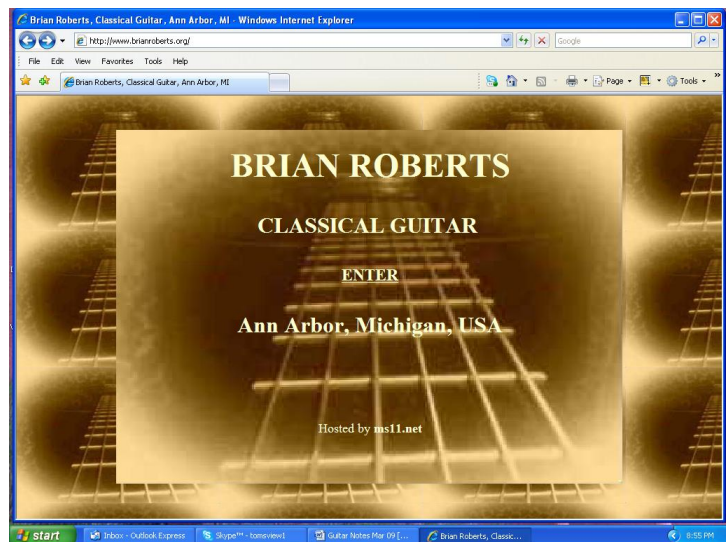 Brian Roberts, Classical Guitar, Ann Arbor, MI - Windows Internet Explorer
http://www.brianroberts.org/
Google
File Edit View Favorites Tools Help
Brian Roberts, Classical Guitar, Ann Arbor, MI
Page Tools »
BRIAN ROBERTS
CLASSICAL GUITAR
ENTER
Ann Arbor, Michigan, USA
Hosted by ms11.net
start
Inbox - Outlook Express
Skype™ - tomsview1
Guitar Notes Mar 09 [...
Brian Roberts, Classic...
8:55 PM